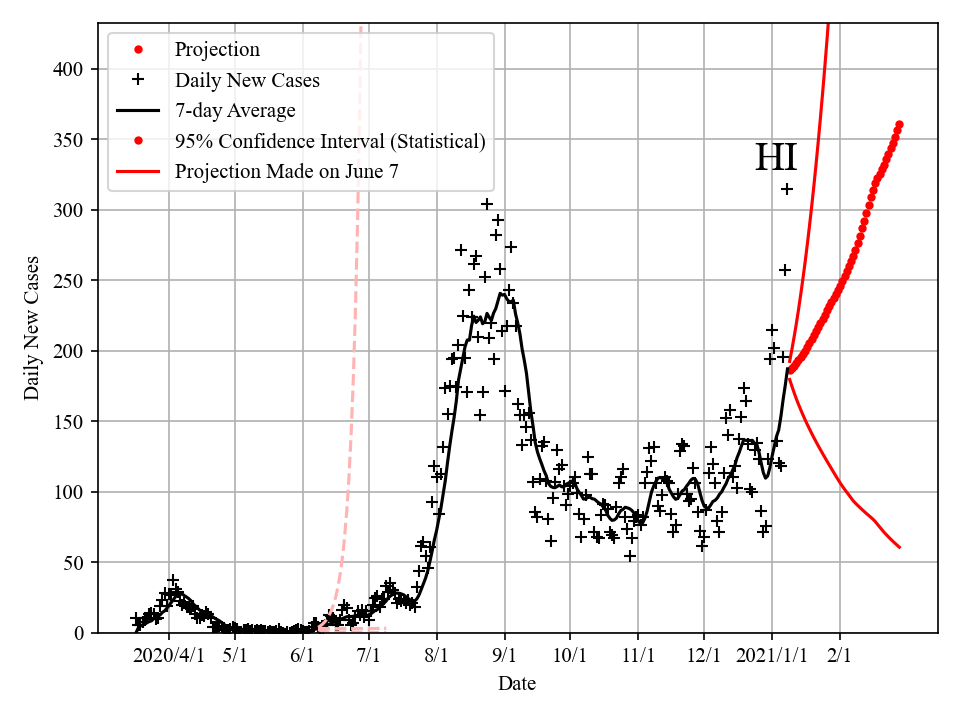 Projection
Daily New Cases
7-day Average
95% Confidence Interval (Statistical)
Projection Made on June 7
HI
Daily New Cases
400
350
300
250
200
150
100
50
0
2020/4/1 5/1 6/1 7/1 8/1 9/1 10/1 11/1 12/1 2021/1/1 2/1
Date